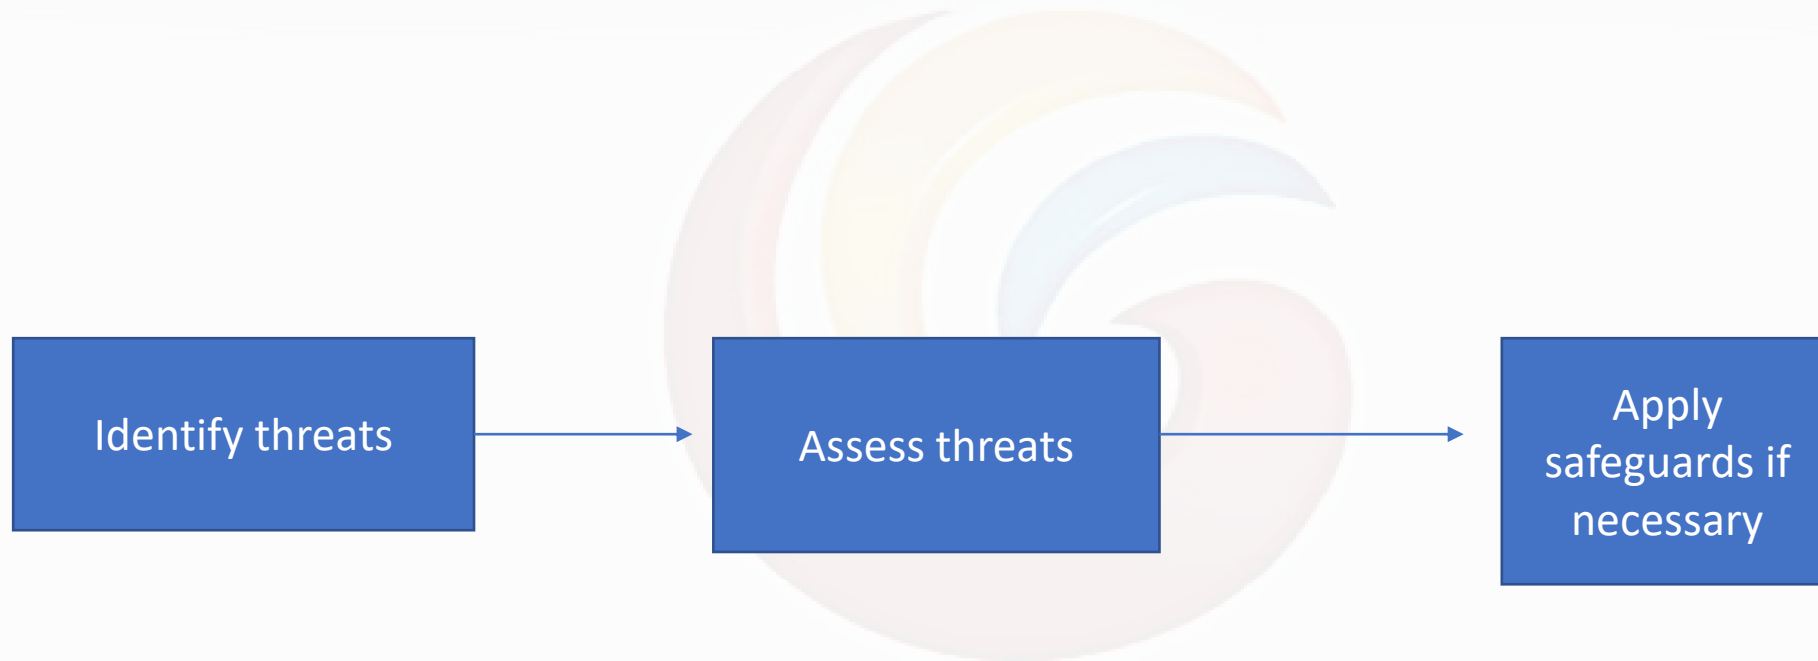 Identify threats
Assess threats
Apply
safeguards if
necessary